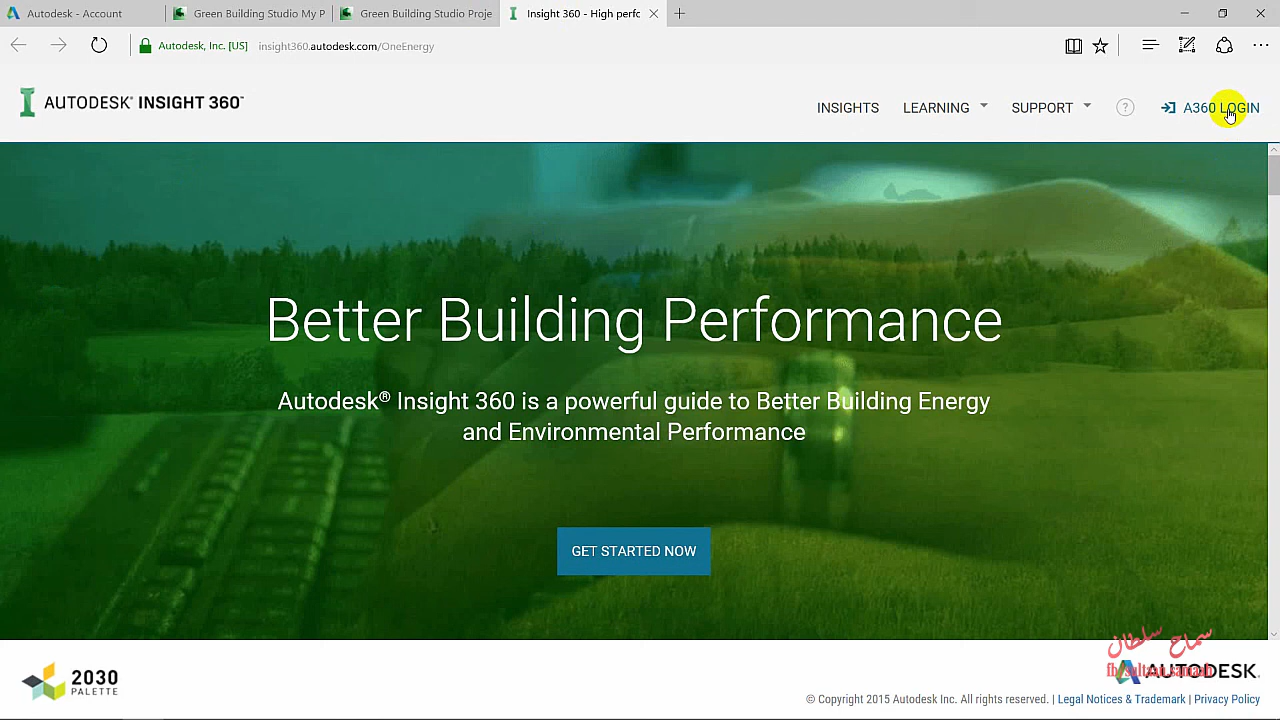 Autodesk - Account
Green Building Studio My P
Green Building Studio Proje
Insight 360 - High perfc
Autodesk, Inc. [US]
insight360.autodesk.com/OneEnergy
AUTODESK® INSIGHT 360™
INSIGHTS
LEARNING
SUPPORT
?
A360 LOGIN
Better Building Performance
Autodesk® Insight 360 is a powerful guide to Better Building Energy
and Environmental Performance
GET STARTED NOW
سماح سلطان
2030
PALETTE
AUTODESK.
© Copyright 2015 Autodesk Inc. All rights reserved. | Legal Notices & Trademark | Privacy Policy